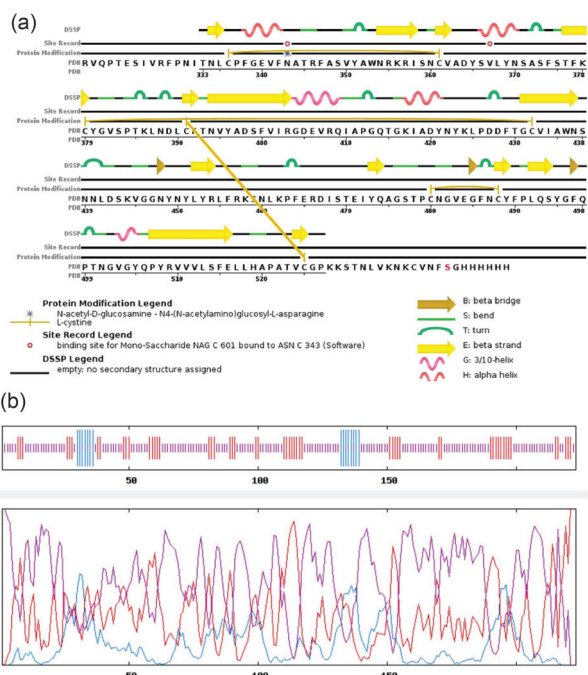 (a)
DSSP
Site Record
Protein Modification
PDB RVQPTESIVRFPNITNLCPFGEVFNATRFASVYAWNRKRISNCVADYSVLYNSASFSTFK
PDB
333 340 350 360 370 378
DSSP
Site Record
Protein Modification
PDB CYGVSPTKLNDLCFTNVYADSFVIRGDEVRQIAPGQTGKIADYNYKLPDDFTGCVIAWNS
PDB
379 390 400 410 420 430 438
DSSP
Site Record
Protein Modification
PDB NNLDSKVGGNYNYLYRLFRKSNLKPFERDISTEIYQAGSTPCNGVEGFNCYFPLQSYGFQ
PDB
439 450 460 470 480 490 498
DSSP
Site Record
Protein Modification
PDB PTNGVGYQPYRVVVLSFELLHAPATVCGPKKSTNLVKNKCVNFSGHHHHHH
PDB
499 510 520
Protein Modification Legend
N-acetyl-D-glucosamine - N4-(N-acetylamino)glucosyl-L-asparagine
L-cystine
Site Record Legend
binding site for Mono-Saccharide NAG C 601 bound to ASN C 343 (Software)
DSSP Legend
empty: no secondary structure assigned
B: beta bridge
S: bend
T: turn
E: beta strand
G: 3/10-helix
H: alpha helix
(b)
50 100 150
50 100 150